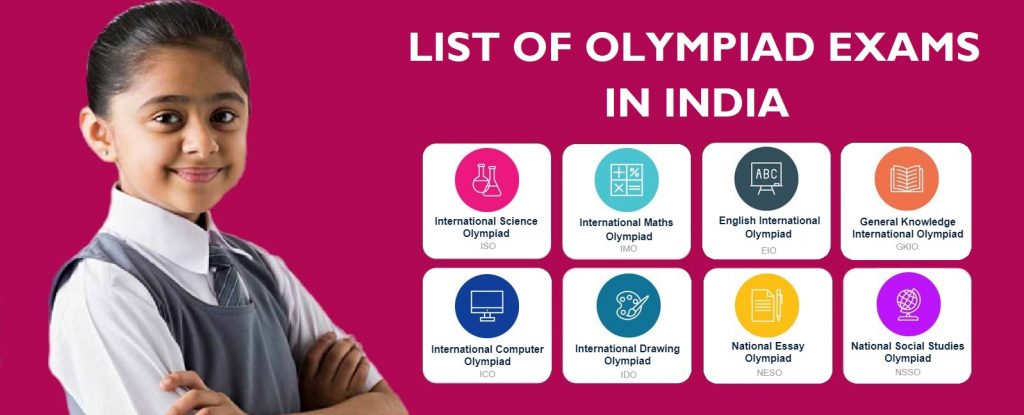 LIST OF OLYMPIAD EXAMS
IN INDIA
International Science
Olympiad
ISO
International Maths
Olympiad
IMO
ABC
English International
Olympiad
EIO
General Knowledge
International Olympiad
GKIO
International Computer
Olympiad
ICO
International Drawing
Olympiad
IDO
National Essay
Olympiad
NESO
National Social Studies
Olympiad
NSSO